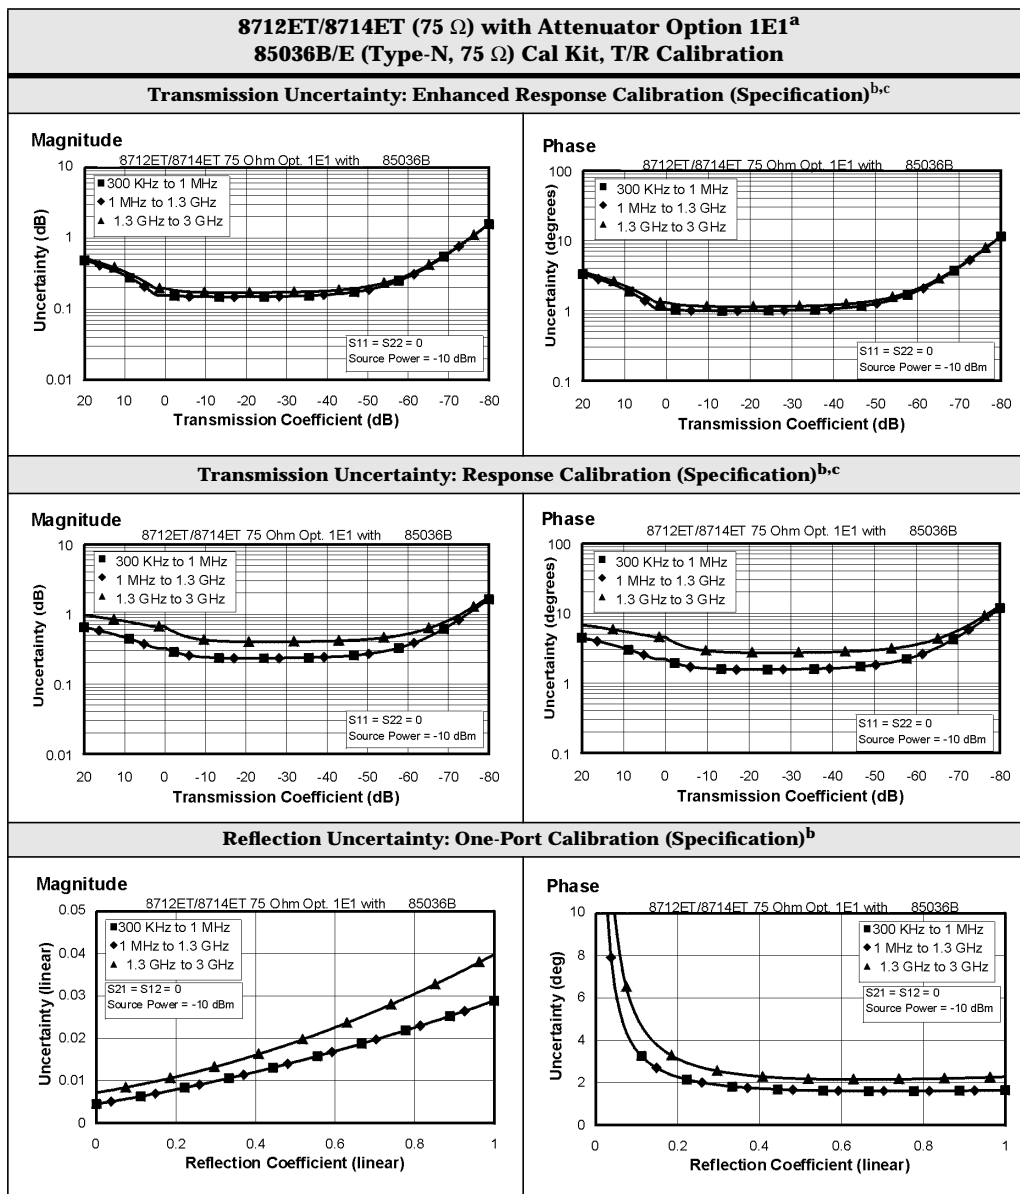 8712ET/8714ET (75 Ω) with Attenuator Option 1E1a
85036B/E (Type-N, 75 Ω) Cal Kit, T/R Calibration
Transmission Uncertainty: Enhanced Response Calibration (Specification)b,c
Magnitude
8712ET/8714ET 75 Ohm Opt. 1E1 with 85036B
300 KHz to 1 MHz
1 MHz to 1.3 GHz
1.3 GHz to 3 GHz
Uncertainty (dB)
10
1
0.1
0.01
S11 = S22 = 0
Source Power = -10 dBm
20 10 0 -10 -20 -30 -40 -50 -60 -70 -80
Transmission Coefficient (dB)
Phase
8712ET/8714ET 75 Ohm Opt. 1E1 with 85036B
300 KHz to 1 MHz
1 MHz to 1.3 GHz
1.3 GHz to 3 GHz
Uncertainty (degrees)
100
10
1
0.1
S11 = S22 = 0
Source Power = -10 dBm
20 10 0 -10 -20 -30 -40 -50 -60 -70 -80
Transmission Coefficient (dB)
Transmission Uncertainty: Response Calibration (Specification)b,c
Magnitude
8712ET/8714ET 75 Ohm Opt. 1E1 with 85036B
300 KHz to 1 MHz
1 MHz to 1.3 GHz
1.3 GHz to 3 GHz
Uncertainty (dB)
10
1
0.1
0.01
S11 = S22 = 0
Source Power = -10 dBm
20 10 0 -10 -20 -30 -40 -50 -60 -70 -80
Transmission Coefficient (dB)
Phase
8712ET/8714ET 75 Ohm Opt. 1E1 with 85036B
300 KHz to 1 MHz
1 MHz to 1.3 GHz
1.3 GHz to 3 GHz
Uncertainty (degrees)
100
10
1
0.1
S11 = S22 = 0
Source Power = -10 dBm
20 10 0 -10 -20 -30 -40 -50 -60 -70 -80
Transmission Coefficient (dB)
Reflection Uncertainty: One-Port Calibration (Specification)b
Magnitude
8712ET/8714ET 75 Ohm Opt. 1E1 with 85036B
300 KHz to 1 MHz
1 MHz to 1.3 GHz
1.3 GHz to 3 GHz
S21 = S12 = 0
Source Power = -10 dBm
Uncertainty (linear)
0.05
0.04
0.03
0.02
0.01
0
0 0.2 0.4 0.6 0.8 1
Reflection Coefficient (linear)
Phase
8712ET/8714ET 75 Ohm Opt. 1E1 with 85036B
300 KHz to 1 MHz
1 MHz to 1.3 GHz
1.3 GHz to 3 GHz
S21 = S12 = 0
Source Power = -10 dBm
Uncertainty (deg)
10
8
6
4
2
0
0 0.2 0.4 0.6 0.8 1
Reflection Coefficient (linear)